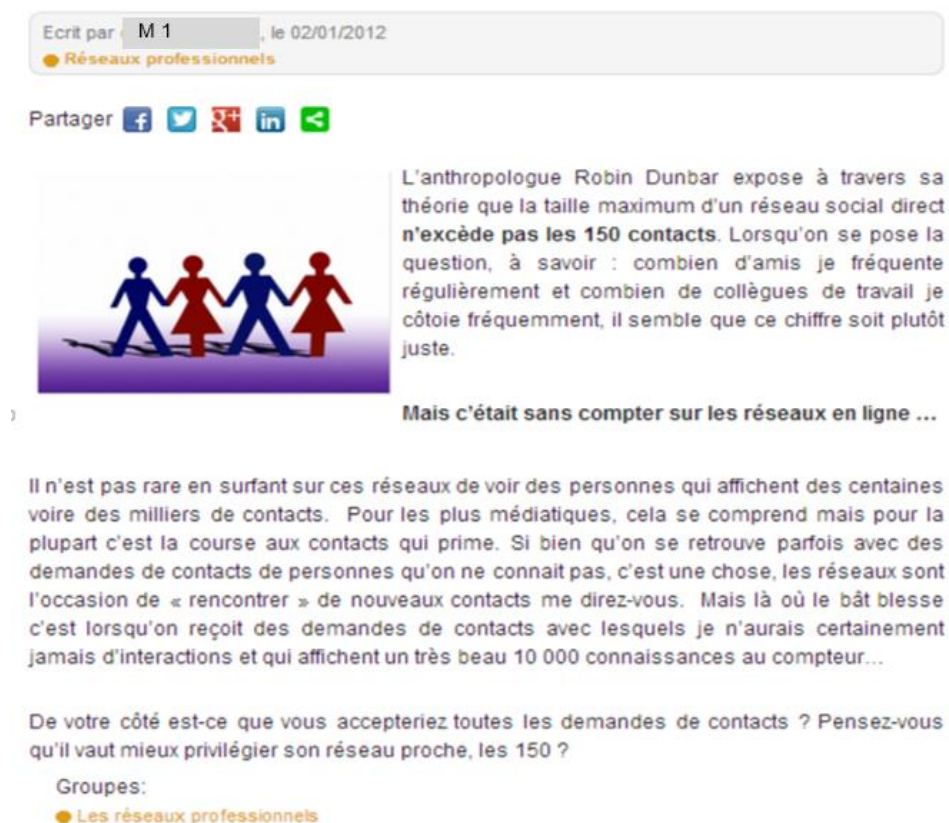 Ecrit par M 1 , le 02/01/2012
Réseaux professionnels
Partager
L'anthropologue Robin Dunbar expose à travers sa
théorie que la taille maximum d'un réseau social direct
n'excède pas les 150 contacts. Lorsqu'on se pose la
question, à savoir : combien d'amis je fréquente
régulièrement et combien de collègues de travail je
côtoie fréquemment, il semble que ce chiffre soit plutôt
juste.
Mais c'était sans compter sur les réseaux en ligne ...
Il n'est pas rare en surfant sur ces réseaux de voir des personnes qui affichent des centaines
voire des milliers de contacts. Pour les plus médiatiques, cela se comprend mais pour la
plupart c'est la course aux contacts qui prime. Si bien qu'on se retrouve parfois avec des
demandes de contacts de personnes qu'on ne connait pas, c'est une chose, les réseaux sont
l'occasion de « rencontrer » de nouveaux contacts me direz-vous. Mais là où le bât blesse
c'est lorsqu'on reçoit des demandes de contacts avec lesquels je n'aurais certainement
jamais d'interactions et qui affichent un très beau 10 000 connaissances au compteur...
De votre côté est-ce que vous accepteriez toutes les demandes de contacts ? Pensez-vous
qu'il vaut mieux privilégier son réseau proche, les 150 ?
Groupes:
Les réseaux professionnels